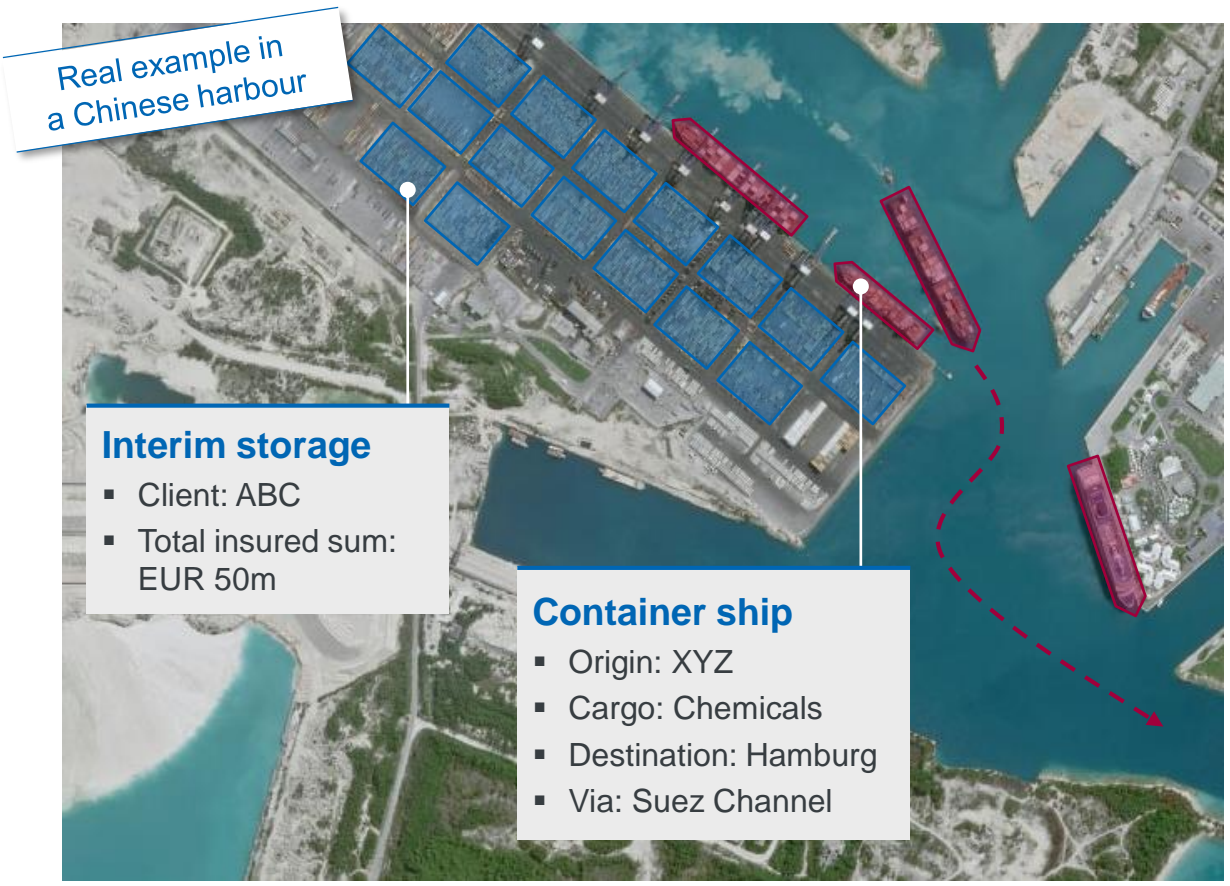 Real example in
a Chinese harbour
Interim storage
▪ Client: ABC
▪ Total insured sum:
EUR 50m
Container ship
▪ Origin: XYZ
▪ Cargo: Chemicals
▪ Destination: Hamburg
▪ Via: Suez Channel